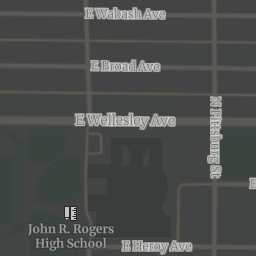 E Wabash Ave
E Broad Ave
E Wellesley Ave
N Pittsburg St
John R. Rogers
High School
E Heroy Ave
E